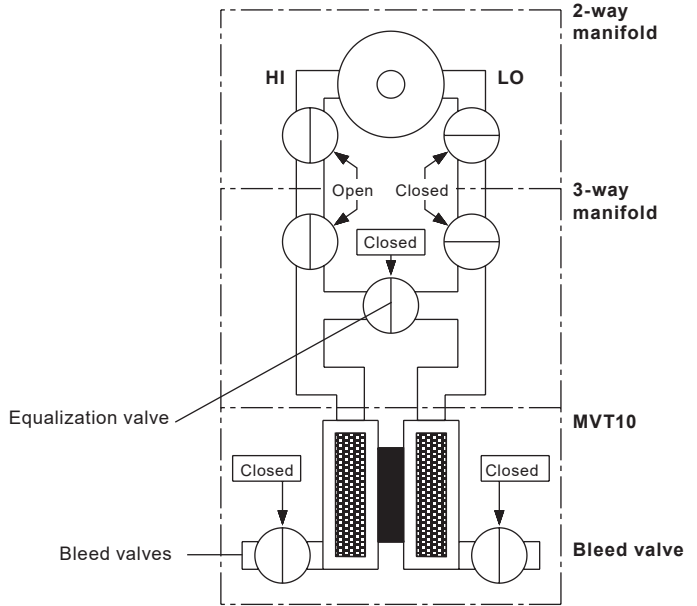 2-way
manifold
HI
LO
Open
Closed
3-way
manifold
Closed
Equalization valve
MVT10
Closed
Closed
Bleed valves
Bleed valve